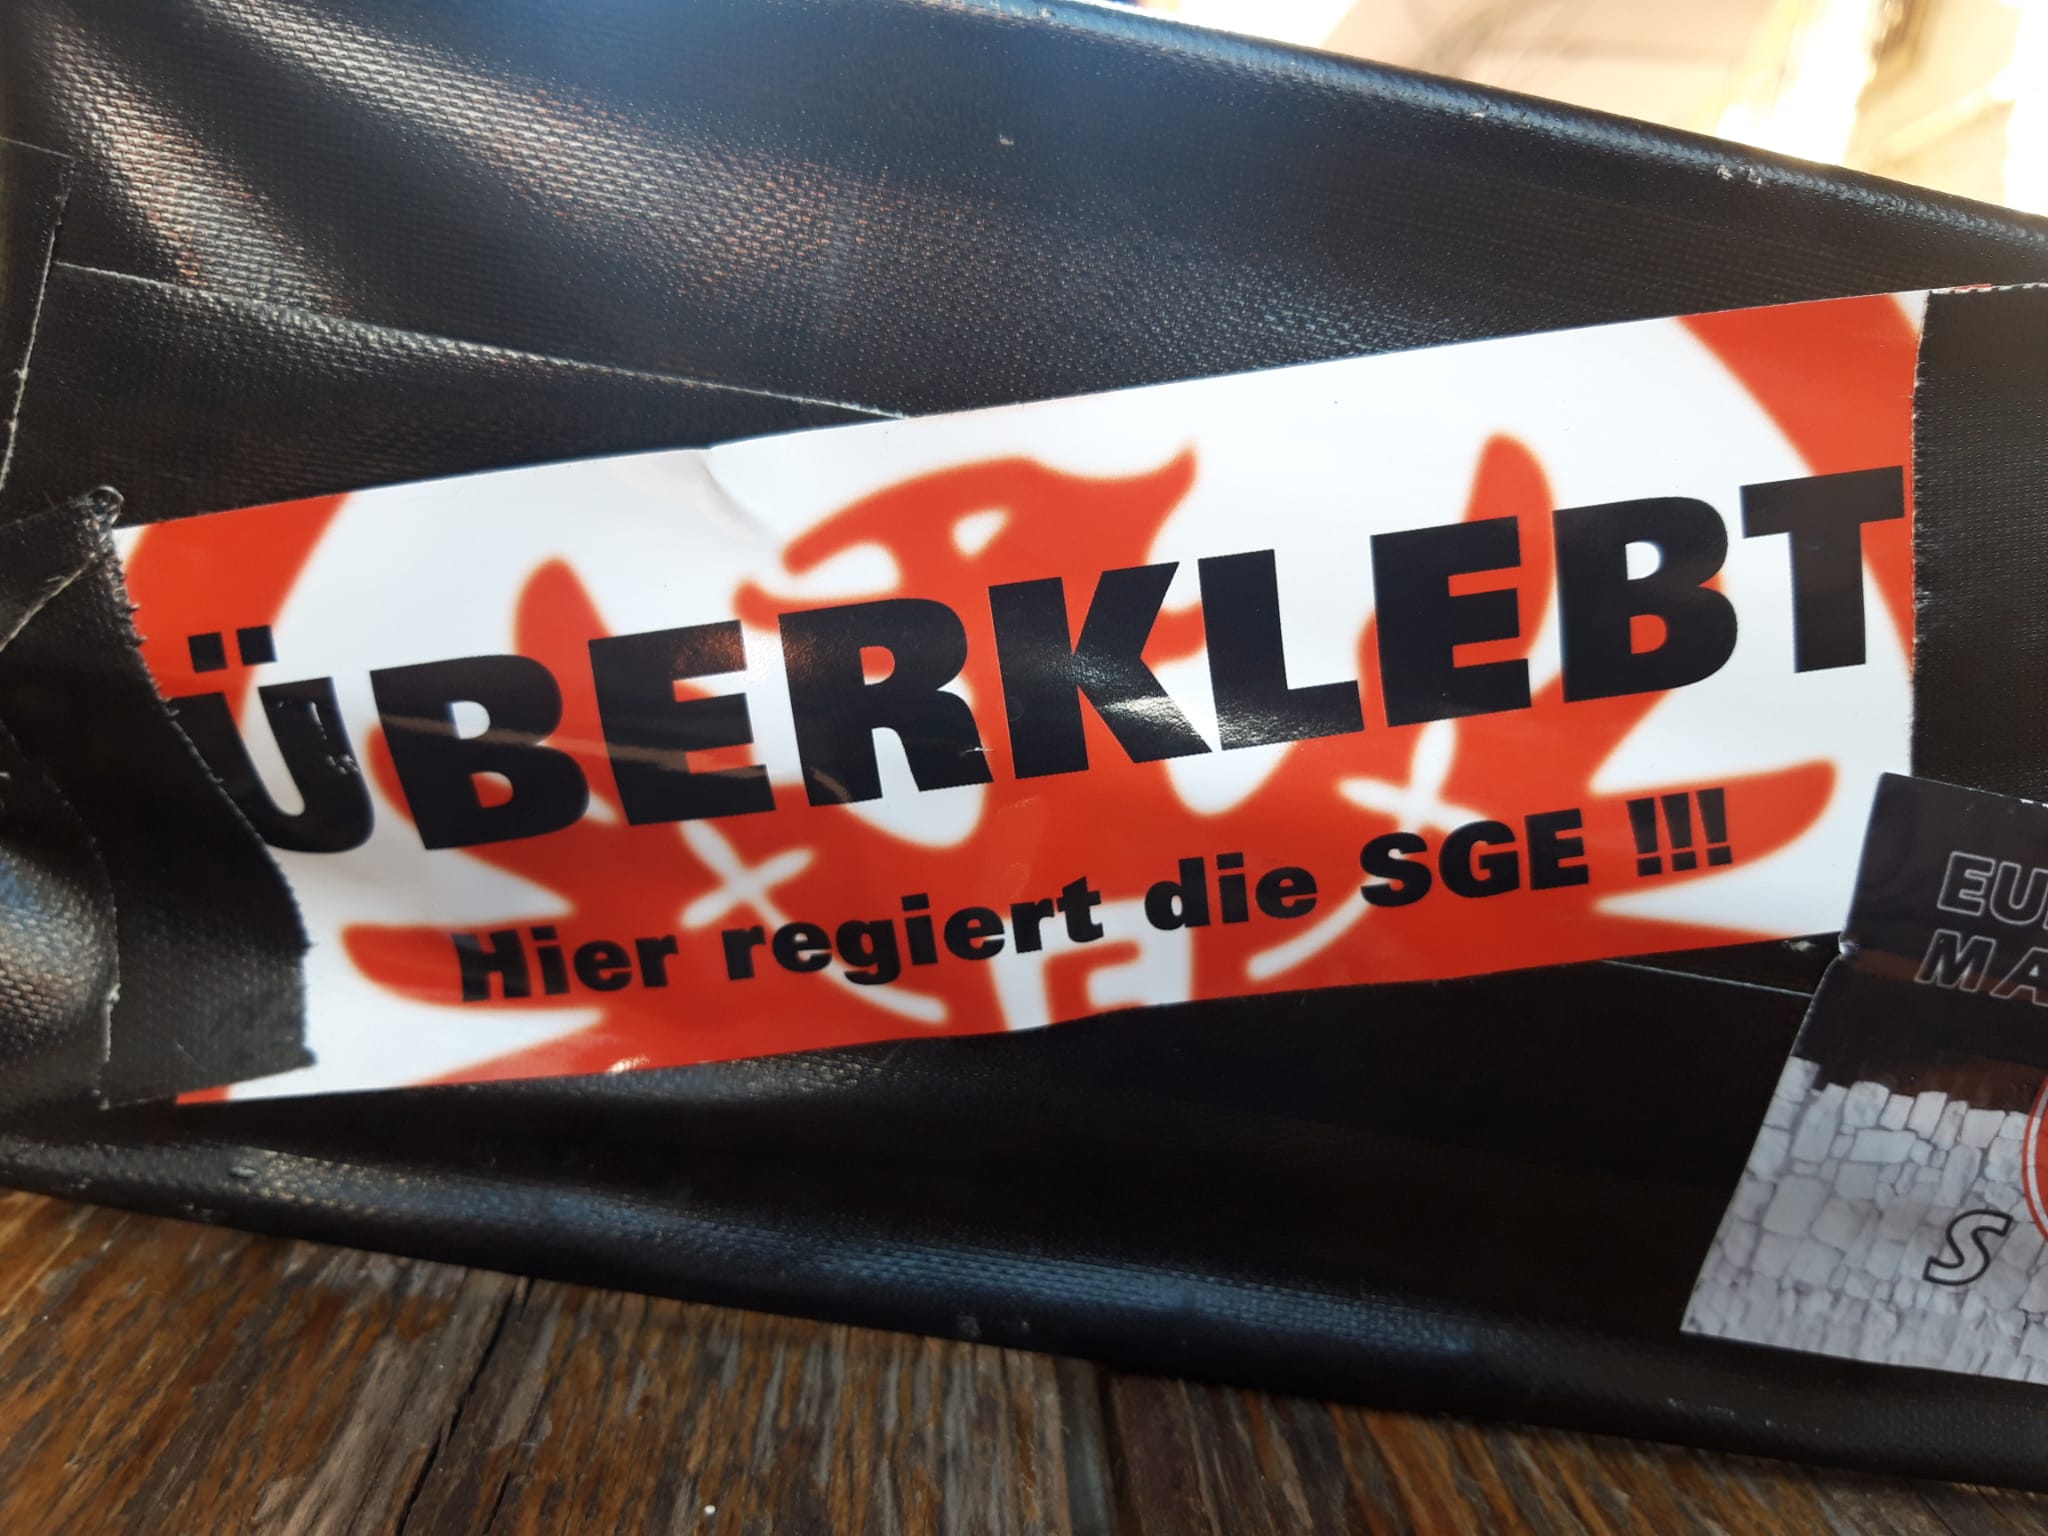 ÜBERKLEBT
Hier regiert die SGE !!!
S